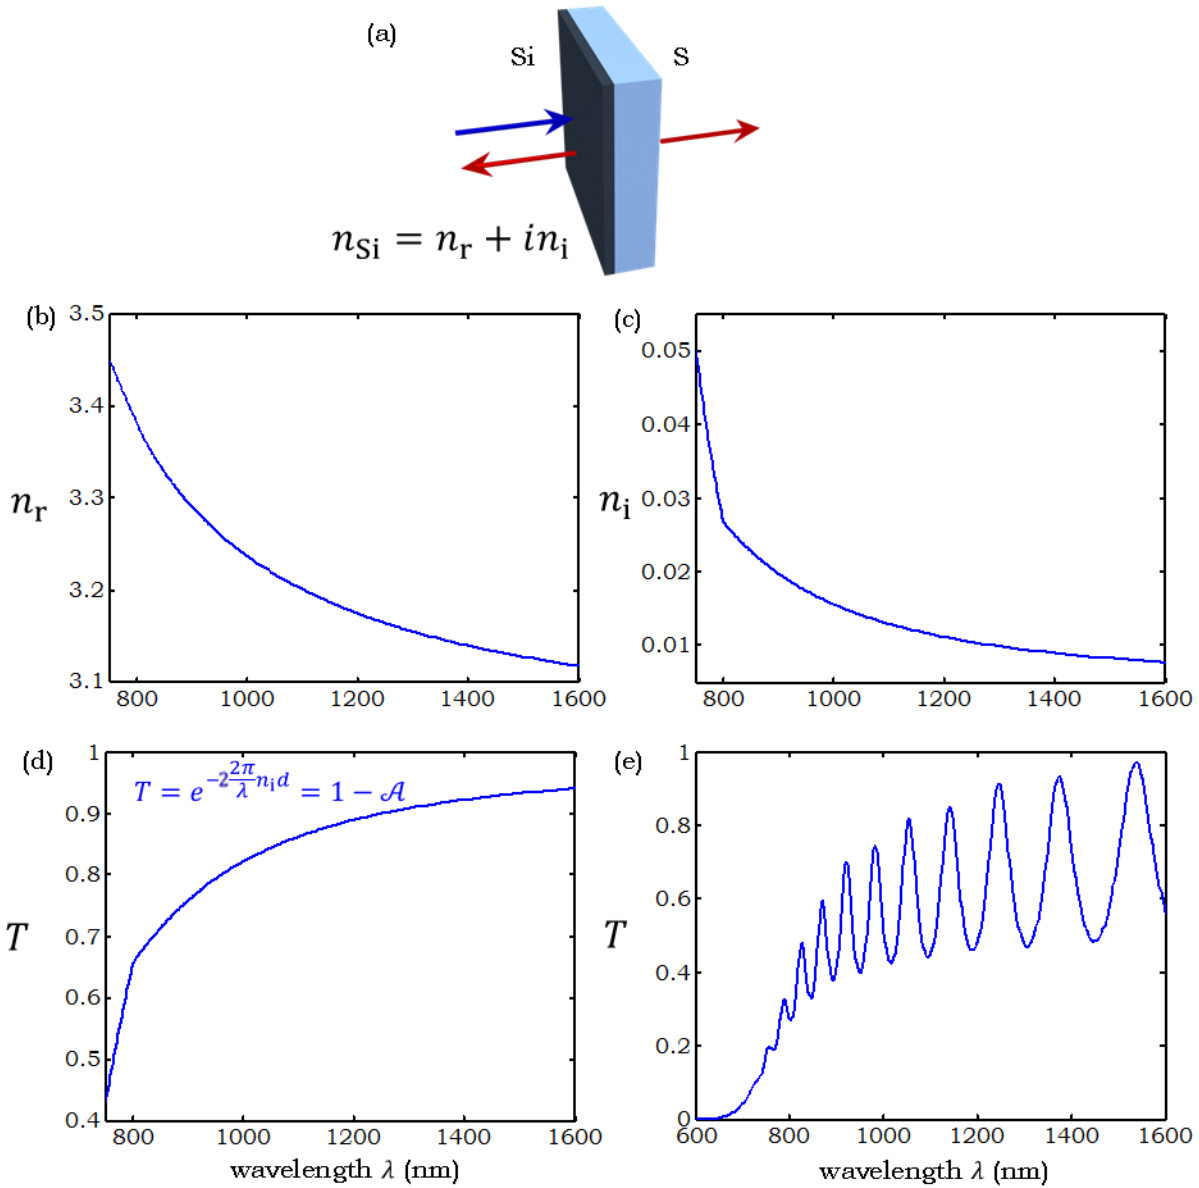 (a)
Si
S
n_Si = n_r + in_i
(b)
3.5
3.4
3.3
3.2
3.1
n_r
800 1000 1200 1400 1600
(c)
0.05
0.04
0.03
0.02
0.01
n_i
800 1000 1200 1400 1600
(d)
1
0.9
0.8
0.7
0.6
0.5
0.4
T
T = e^{-2\frac{2π}{λ}n_i d} = 1 − 𝒜
800 1000 1200 1400 1600
wavelength λ (nm)
(e)
1
0.8
0.6
0.4
0.2
0
T
600 800 1000 1200 1400 1600
wavelength λ (nm)